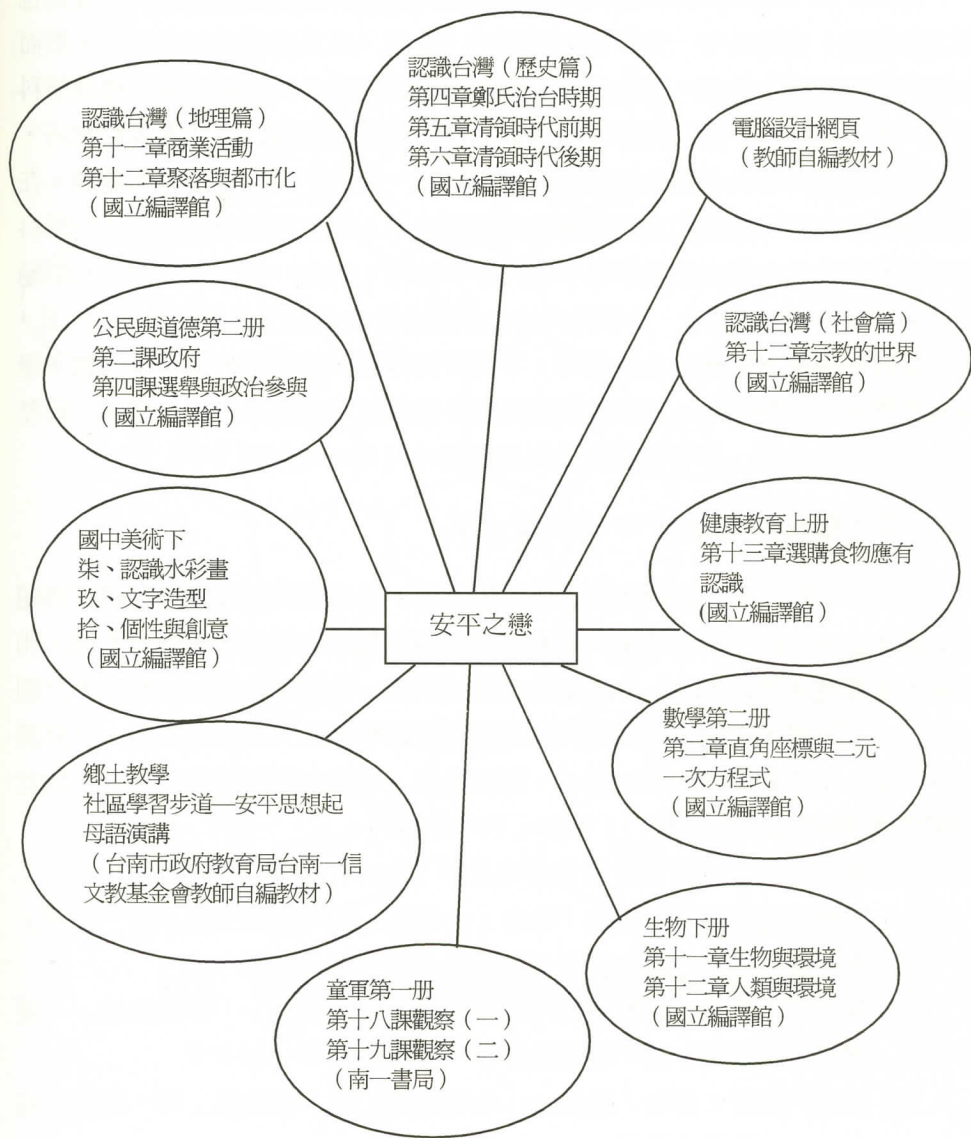 認識台灣（地理篇）
第十一章商業活動
第十二章聚落與都市化
（國立編譯館）
認識台灣（歷史篇）
第四章鄭氏治台時期
第五章清領時代前期
第六章清領時代後期
（國立編譯館）
電腦設計網頁
（教師自編教材）
公民與道德第二册
第二課政府
第四課選舉與政治參與
（國立編譯館）
認識台灣（社會篇）
第十二章宗教的世界
（國立編譯館）
國中美術下
柒、認識水彩畫
玖、文字造型
拾、個性與創意
（國立編譯館）
安平之戀
健康教育上册
第十三章選購食物應有
認識
(國立編譯館）
鄉土教學
社區學習步道—安平思想起
母語演講
（台南市政府教育局台南一信
文教基金會教師自編教材）
數學第二册
第二章直角座標與二元
一次方程式
（國立編譯館）
童軍第一册
第十八課觀察（一）
第十九課觀察（二）
（南一書局）
生物下册
第十一章生物與環境
第十二章人類與環境
（國立編譯館）